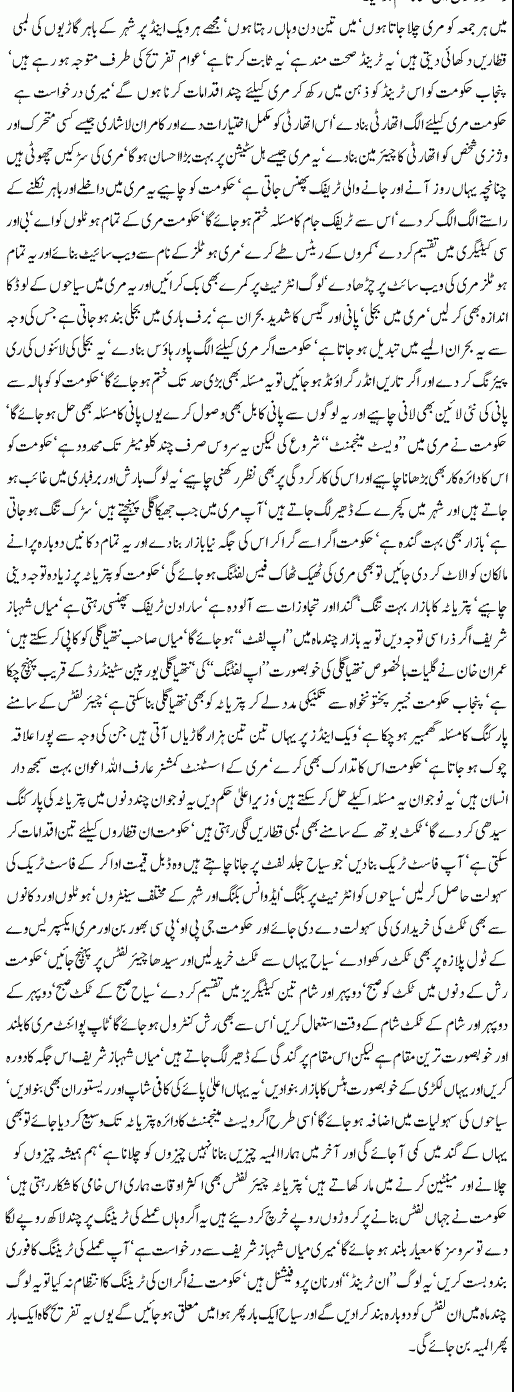 میں ہر جمعہ کو مری چلا جاتا ہوں‘ میں تین دن وہاں رہتا ہوں‘ مجھے ہر ویک اینڈ پر شہر کے باہر گاڑیوں کی لمبی
قطاریں دکھائی دیتی ہیں‘ یہ ٹرینڈ صحت مند ہے‘ یہ ثابت کرتا ہے‘ عوام تفریح کی طرف متوجہ ہو رہے ہیں‘
پنجاب حکومت کو اس ٹرینڈ کو ذہن میں رکھ کر مری کیلئے چند اقدامات کرنا ہوں گے‘ میری درخواست ہے
حکومت مری کیلئے الگ اتھارٹی بنا دے‘ اس اتھارٹی کو مکمل اختیارات دے اور کامران لاشاری جیسے کسی متحرک اور
وژنری شخص کو اتھارٹی کا چیئرمین بنا دے‘ یہ مری جیسے ہل سٹیشن پر بہت بڑا احسان ہو گا‘ مری کی سڑکیں چھوٹی ہیں
چنانچہ یہاں روز آنے اور جانے والی ٹریفک پھنس جاتی ہے‘ حکومت کو چاہیے یہ مری میں داخلے اور باہر نکلنے کے
راستے الگ الگ کر دے‘ اس سے ٹریفک جام کا مسئلہ ختم ہو جائے گا‘ حکومت مری کے تمام ہوٹلوں کو اے‘ بی اور
سی کیٹیگری میں تقسیم کر دے‘ کمروں کے ریٹس طے کرے‘ مری ہوٹلز کے نام سے ویب سائیٹ بنائے اور یہ تمام
ہوٹلز مری کی ویب سائٹ پر چڑھا دے‘ لوگ انٹرنیٹ پر کمرے بھی بک کرائیں اور یہ مری میں سیاحوں کے لوڈ کا
اندازہ بھی کر لیں‘ مری میں بجلی‘ پانی اور گیس کا شدید بحران ہے‘ برف باری میں بجلی بند ہو جاتی ہے جس کی وجہ
سے یہ بحران المیے میں تبدیل ہو جاتا ہے‘ حکومت اگر مری کیلئے الگ پاور ہاؤس بنا دے‘ یہ بجلی کی لائنوں کی ری
پیئرنگ کر دے اور اگر تاریں انڈر گراؤنڈ ہو جائیں تو یہ مسئلہ بھی بڑی حد تک ختم ہو جائے گا‘ حکومت کو کوہالہ سے
پانی کی نئی لائین بھی لانی چاہیے اور یہ لوگوں سے پانی کا بل بھی وصول کرے یوں پانی کا مسئلہ بھی حل ہو جائے گا‘
حکومت نے مری میں ’’ویسٹ مینجمنٹ‘‘ شروع کی لیکن یہ سروس صرف چند کلومیٹر تک محدود ہے‘ حکومت کو
اس کا دائرہ کار بھی بڑھانا چاہیے اور اس کی کارکردگی پر بھی نظر رکھنی چاہیے‘ یہ لوگ بارش اور برفباری میں غائب ہو
جاتے ہیں اور شہر میں کچرے کے ڈھیر لگ جاتے ہیں‘ آپ مری میں جب جھیکا گلی پہنچتے ہیں‘ سڑک تنگ ہو جاتی
ہے‘ بازار بھی بہت گندہ ہے‘ حکومت اگر اسے گرا کر اس کی جگہ نیا بازار بنا دے اور یہ تمام دکانیں دوبارہ پرانے
مالکان کو الاٹ کر دی جائیں تو بھی مری کی ٹھیک ٹھاک فیس لفٹنگ ہو جائے گی‘ حکومت کو پتریاٹہ پر زیادہ توجہ دینی
چاہیے‘ پتریاٹہ کا بازار بہت تنگ‘ گندا اور تجاوزات سے آلودہ ہے‘ سارا دن ٹریفک پھنسی رہتی ہے‘ میاں شہباز
شریف اگر ذرا سی توجہ دیں تو یہ بازار چند ماہ میں ’’اپ لفٹ‘‘ ہو جائے گا‘ میاں صاحب نتھیا گلی کو کاپی کر سکتے ہیں‘
عمران خان نے گلیات بالخصوص نتھیا گلی کی خوبصورت ’’اپ لفٹنگ‘‘ کی‘ نتھیا گلی یورپین سٹینڈرڈ کے قریب پہنچ چکا
ہے‘ پنجاب حکومت خیبر پختونخواہ سے تکنیکی مدد لے کر پتریاٹہ کو بھی نتھیا گلی بنا سکتی ہے‘ چیئر لفٹس کے سامنے
پارکنگ کا مسئلہ گھمبیر ہو چکا ہے‘ ویک اینڈز پر یہاں تین تین ہزار گاڑیاں آتی ہیں جن کی وجہ سے پورا علاقہ
چوک ہو جاتا ہے‘ حکومت اس کا تدارک بھی کرے‘ مری کے اسسٹنٹ کمشنر عارف اللہ اعوان بہت سمجھ دار
انسان ہیں‘ یہ نوجوان یہ مسئلہ اکیلے حل کر سکتے ہیں‘ وزیراعلیٰ حکم دیں یہ نوجوان چند دنوں میں پتریاٹہ کی پارکنگ
سیدھی کر دے گا‘ ٹکٹ بوتھ کے سامنے بھی لمبی قطاریں لگی رہتی ہیں‘ حکومت ان قطاروں کیلئے تین اقدامات کر
سکتی ہے‘ آپ فاسٹ ٹریک بنا دیں‘ جو سیاح جلد لفٹ پر جانا چاہتے ہیں وہ ڈبل قیمت ادا کر کے فاسٹ ٹریک کی
سہولت حاصل کر لیں‘ سیاحوں کو انٹرنیٹ پر بکنگ‘ ایڈوانس بکنگ اور شہر کے مختلف سینٹروں‘ ہوٹلوں اور دکانوں
سے بھی ٹکٹ کی خریداری کی سہولت دے دی جائے اور حکومت جی پی او‘ پی سی بھوربن اور مری ایکسپریس وے
کے ٹول پلازہ پر بھی ٹکٹ رکھوا دے‘ سیاح یہاں سے ٹکٹ خرید لیں اور سیدھا چیئر لفٹس پر پہنچ جائیں‘ حکومت
رش کے دنوں میں ٹکٹ کو صبح‘ دوپہر اور شام تین کیٹیگریز میں تقسیم کر دے‘ سیاح صبح کے ٹکٹ صبح‘ دوپہر کے
دوپہر اور شام کے ٹکٹ شام کے وقت استعمال کریں‘ اس سے بھی رش کنٹرول ہو جائے گا‘ ٹاپ پوائنٹ مری کا بلند
اور خوبصورت ترین مقام ہے لیکن اس مقام پر گندگی کے ڈھیر لگ جاتے ہیں‘ میاں شہباز شریف اس جگہ کا دورہ
کریں اور یہاں لکڑی کے خوبصورت ہٹس کا بازار بنوا دیں‘ یہ یہاں اعلیٰ پائے کی کافی شاپ اور ریستوران بھی بنوا دیں‘
سیاحوں کی سہولیات میں اضافہ ہو جائے گا‘ اسی طرح اگر ویسٹ مینجمنٹ کا دائرہ پتریاٹہ تک وسیع کر دیا جائے تو بھی
یہاں کے گند میں کمی آ جائے گی اور آخر میں ہمارا المیہ چیزیں بنانا نہیں چیزوں کو چلانا ہے‘ ہم ہمیشہ چیزوں کو
چلانے اور مینٹین کرنے میں مار کھاتے ہیں‘ پتریاٹہ چیئر لفٹس بھی اکثر اوقات ہماری اس خامی کا شکار رہتی ہیں‘
حکومت نے جہاں لفٹس بنانے پر کروڑوں روپے خرچ کر دیئے ہیں یہ اگر وہاں عملے کی ٹریننگ پر چند لاکھ روپے لگا
دے تو سروسز کا معیار بلند ہو جائے گا‘ میری میاں شہباز شریف سے درخواست ہے‘ آپ عملے کی ٹریننگ کا فوری
بندوبست کریں‘ یہ لوگ ’’ان ٹرینڈ‘‘ اور نان پروفیشنل ہیں‘ حکومت نے اگر ان کی ٹریننگ کا انتظام نہ کیا تو یہ لوگ
چند ماہ میں ان لفٹس کو دوبارہ بند کرا دیں گے اور سیاح ایک بار پھر ہوا میں معلق ہو جائیں گے یوں یہ تفریح گاہ ایک بار
پھر المیہ بن جائے گی۔